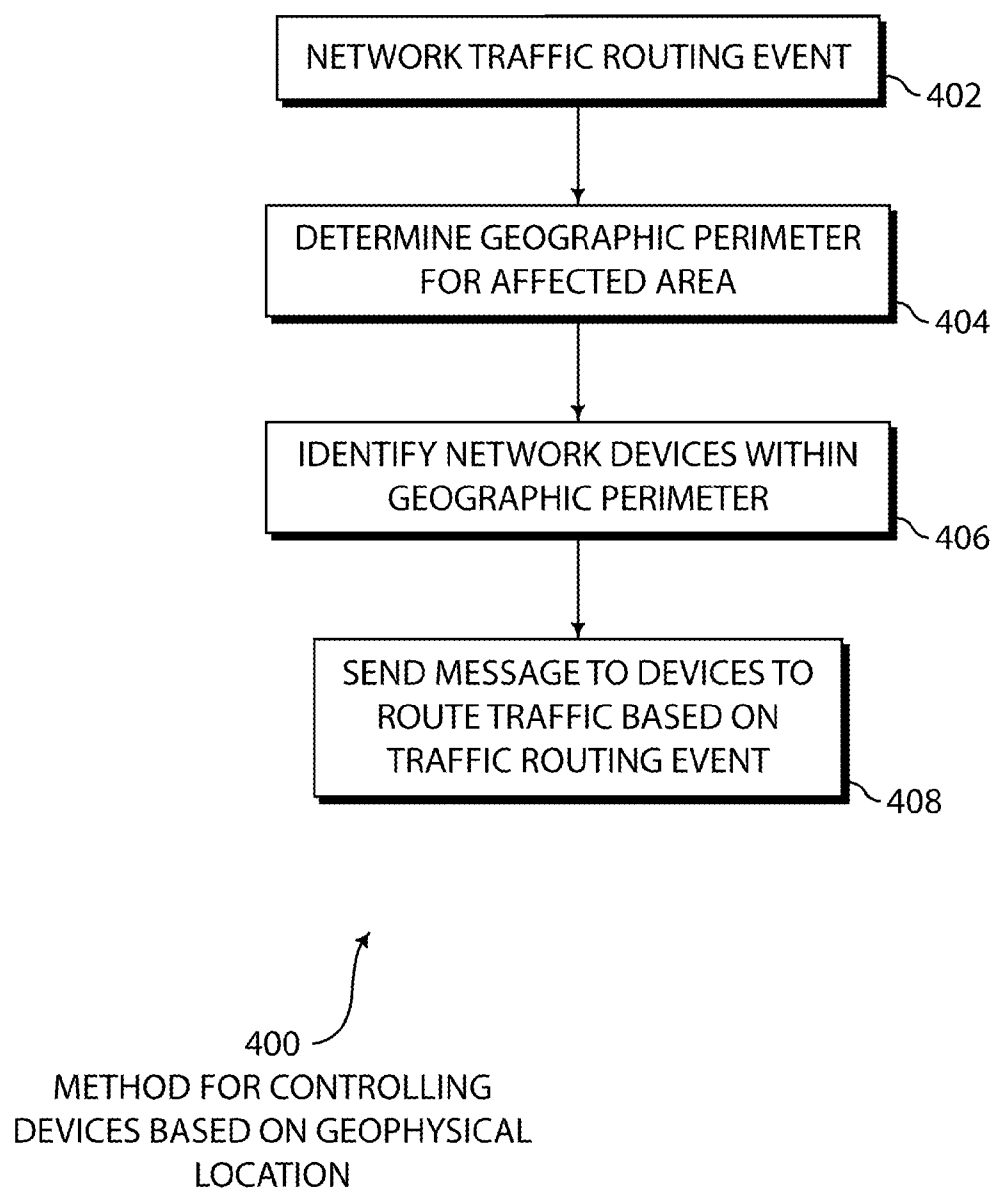 NETWORK TRAFFIC ROUTING EVENT
402
DETERMINE GEOGRAPHIC PERIMETER
FOR AFFECTED AREA
404
IDENTIFY NETWORK DEVICES WITHIN
GEOGRAPHIC PERIMETER
406
SEND MESSAGE TO DEVICES TO
ROUTE TRAFFIC BASED ON
TRAFFIC ROUTING EVENT
408
400
METHOD FOR CONTROLLING
DEVICES BASED ON GEOPHYSICAL
LOCATION